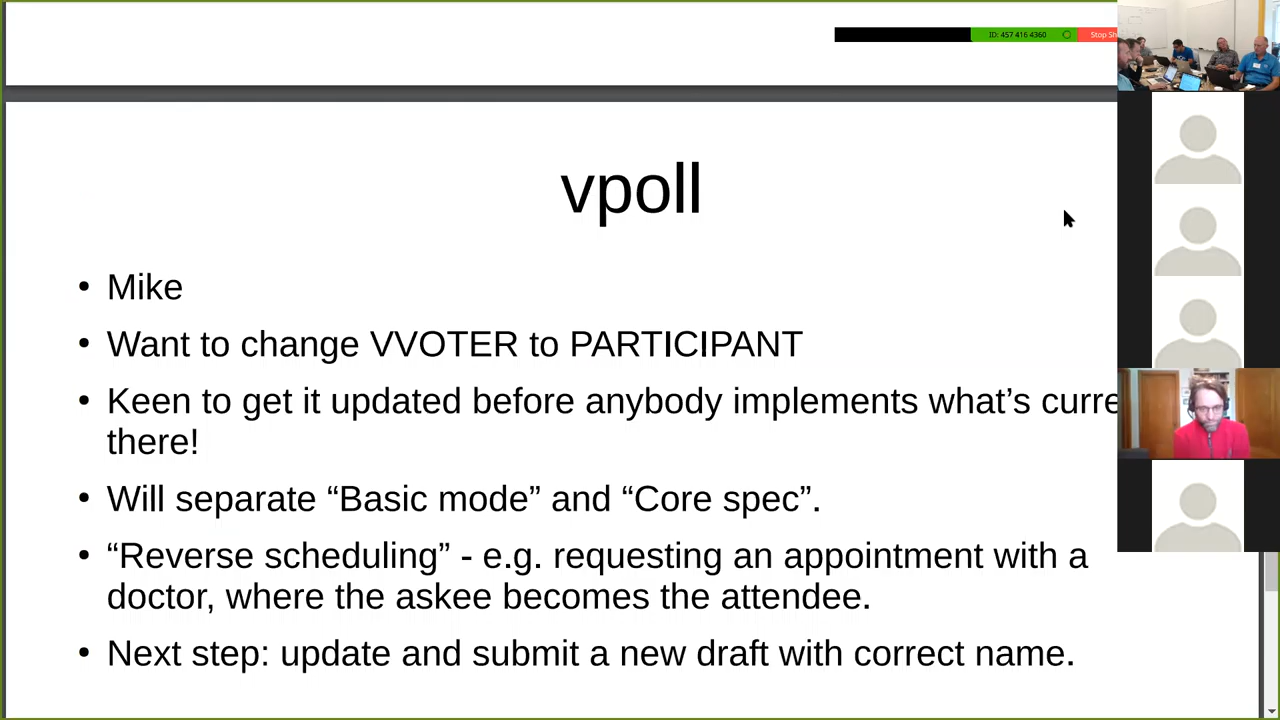 ID: 457 416 4360
Stop Sh
vpoll
• Mike
• Want to change VVOTER to PARTICIPANT
• Keen to get it updated before anybody implements what’s curre
there!
• Will separate “Basic mode” and “Core spec”.
• “Reverse scheduling” - e.g. requesting an appointment with a
doctor, where the askee becomes the attendee.
• Next step: update and submit a new draft with correct name.